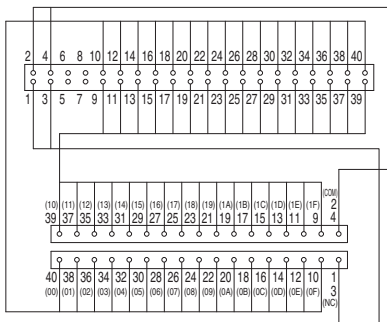 2 4 6 8 10 12 14 16 18 20 22 24 26 28 30 32 34 36 38 40
1 3 5 7 9 11 13 15 17 19 21 23 25 27 29 31 33 35 37 39
(10) (11) (12) (33) (14) (15) (16) (17) (18) (19) (1A) (1B) (1C) (1D) (1E) (1F) (COM)
2
39 37 35 33 31 29 27 25 23 21 19 17 15 13 11 9 4
40 38 36 34 32 30 28 26 24 22 20 18 16 14 12 10 1
(00) (01) (02) (03) (04) (05) (06) (07) (08) (09) (0A) (0B) (0C) (0D) (0E) (0F) 3
(NC)